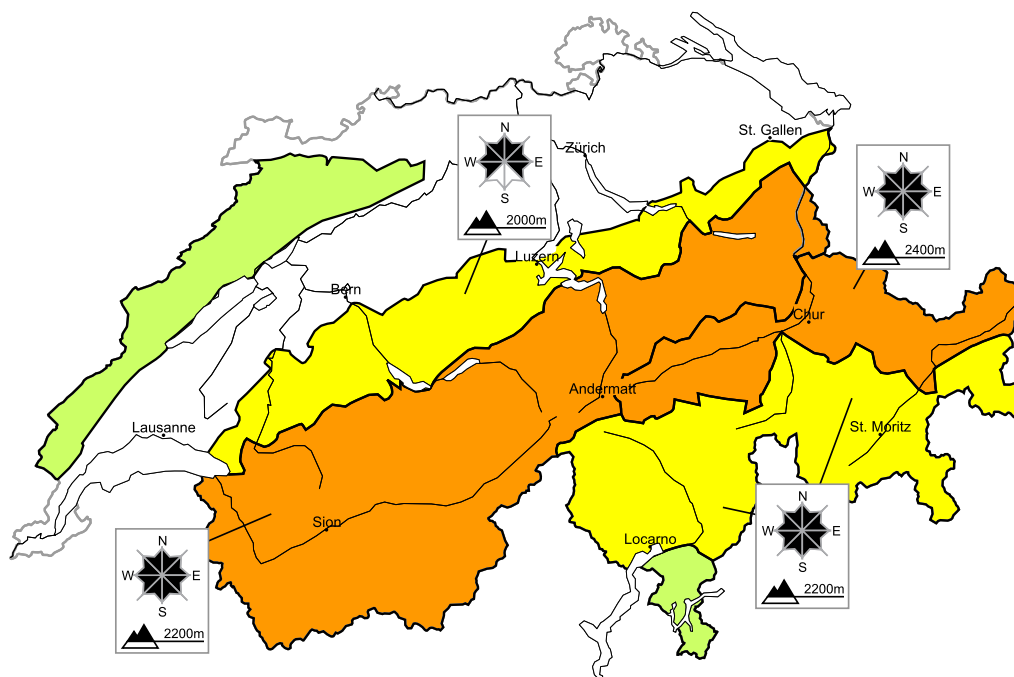 St. Gallen
N
W E
S
2000m
Zürich
N
W E
S
2400m
Luzern
Bern
Chur
Andermatt
Lausanne
St. Moritz
N
W E
S
2200m
Sion
Locarno
N
W E
S
2200m